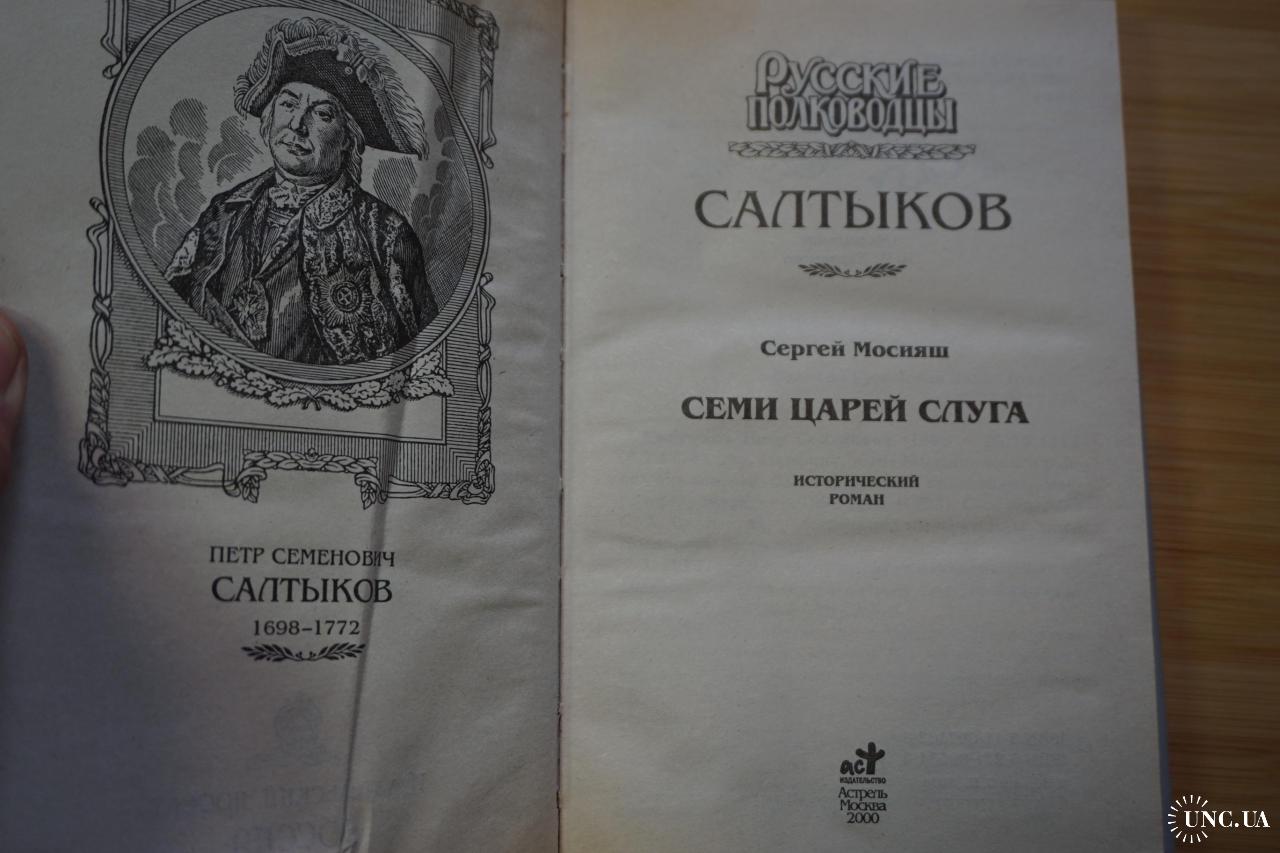 ПЕТР СЕМЕНОВИЧ
САЛТЫКОВ
1698–1772
РУССКИЕ
ПОЛКОВОДЦЫ
САЛТЫКОВ
Сергей Мосияш
СЕМИ ЦАРЕЙ СЛУГА
ИСТОРИЧЕСКИЙ
РОМАН
аст
ИЗДАТЕЛЬСТВО
Астрель
Москва
2000
UNC.UA